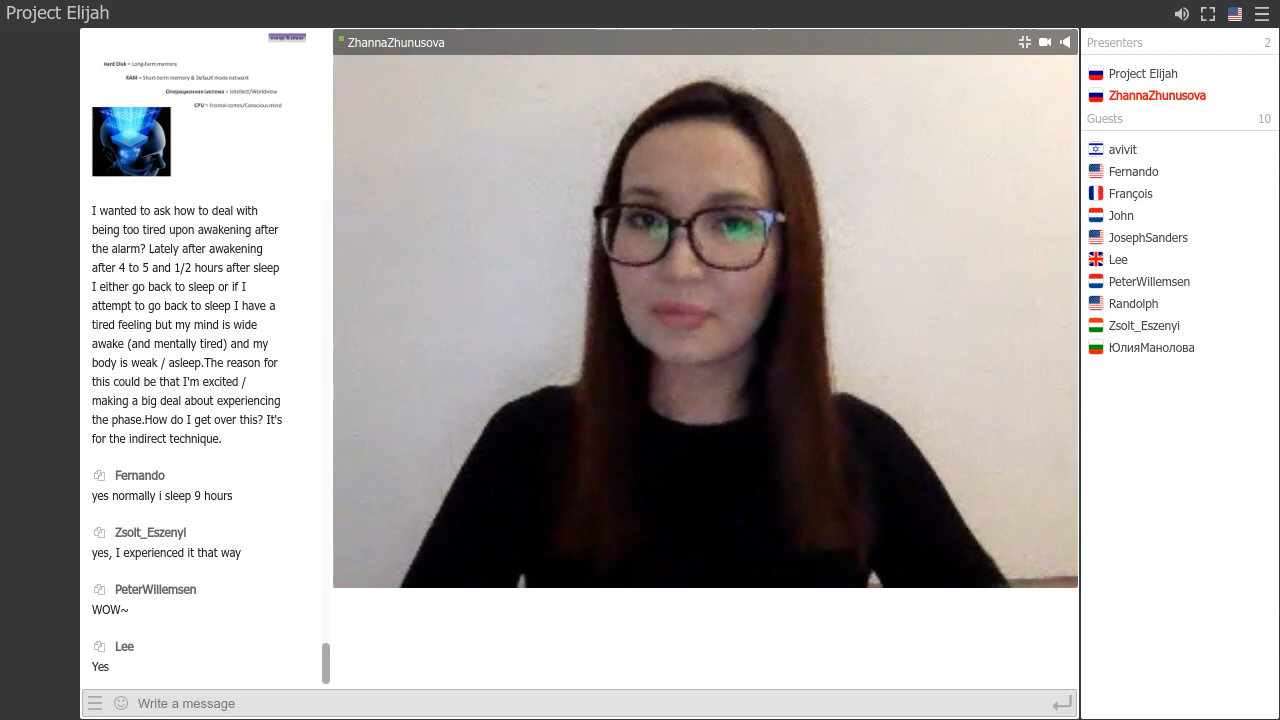 Project Elijah
energy & phase
Hard Disk = Long-term memory
RAM = Short-term memory & Default mode network
Операционная система = Intellect/Worldview
CPU = Frontal cortex/Conscious mind
I wanted to ask how to deal with
being too tired upon awakening after
the alarm? Lately after awakening
after 4 to 5 and 1/2 hours after sleep
I either go back to sleep or if I
attempt to go back to sleep I have a
tired feeling but my mind is wide
awake (and mentally tired) and my
body is weak / asleep.The reason for
this could be that I'm excited /
making a big deal about experiencing
the phase.How do I get over this? It's
for the indirect technique.
Fernando
yes normally i sleep 9 hours
Zsolt_Eszenyi
yes, I experienced it that way
PeterWillemsen
WOW~
Lee
Yes
Write a message
ZhannaZhunusova
Presenters 2
Project Elijah
ZhannaZhunusova
Guests 10
avivit
Fernando
François
John
JosephSanders
Lee
PeterWillemsen
Randolph
Zsolt_Eszenyi
ЮлияМанолова